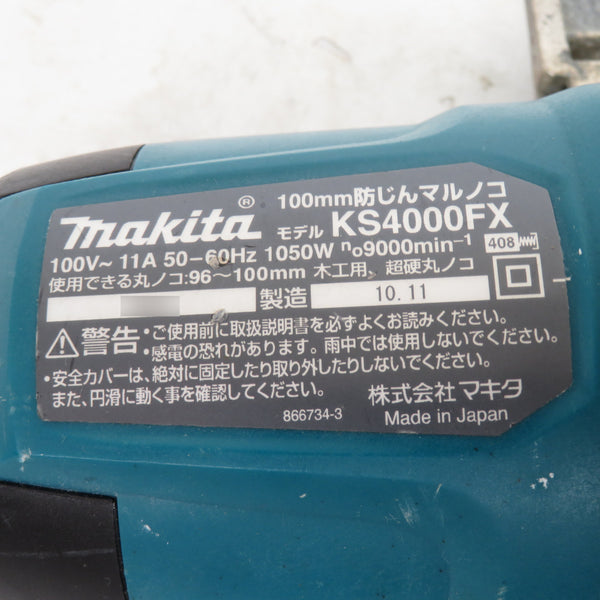 100mm防じんマルノコ
makita® モデル KS4000FX
100V~ 11A 50-60Hz 1050W n₀9000min⁻¹ 408
使用できる丸ノコ:96~100mm 木工用, 超硬丸ノコ
製造 10.11
警告 ・ご使用前に取扱説明書を必ずよくお読みください。
・感電の恐れがあります。雨中では使用しないでください。
・安全カバーは、絶対に固定したり取り外したりしないでください。
また、円滑に動く事を確認してください。
株式会社マキタ
866734-3 Made in Japan